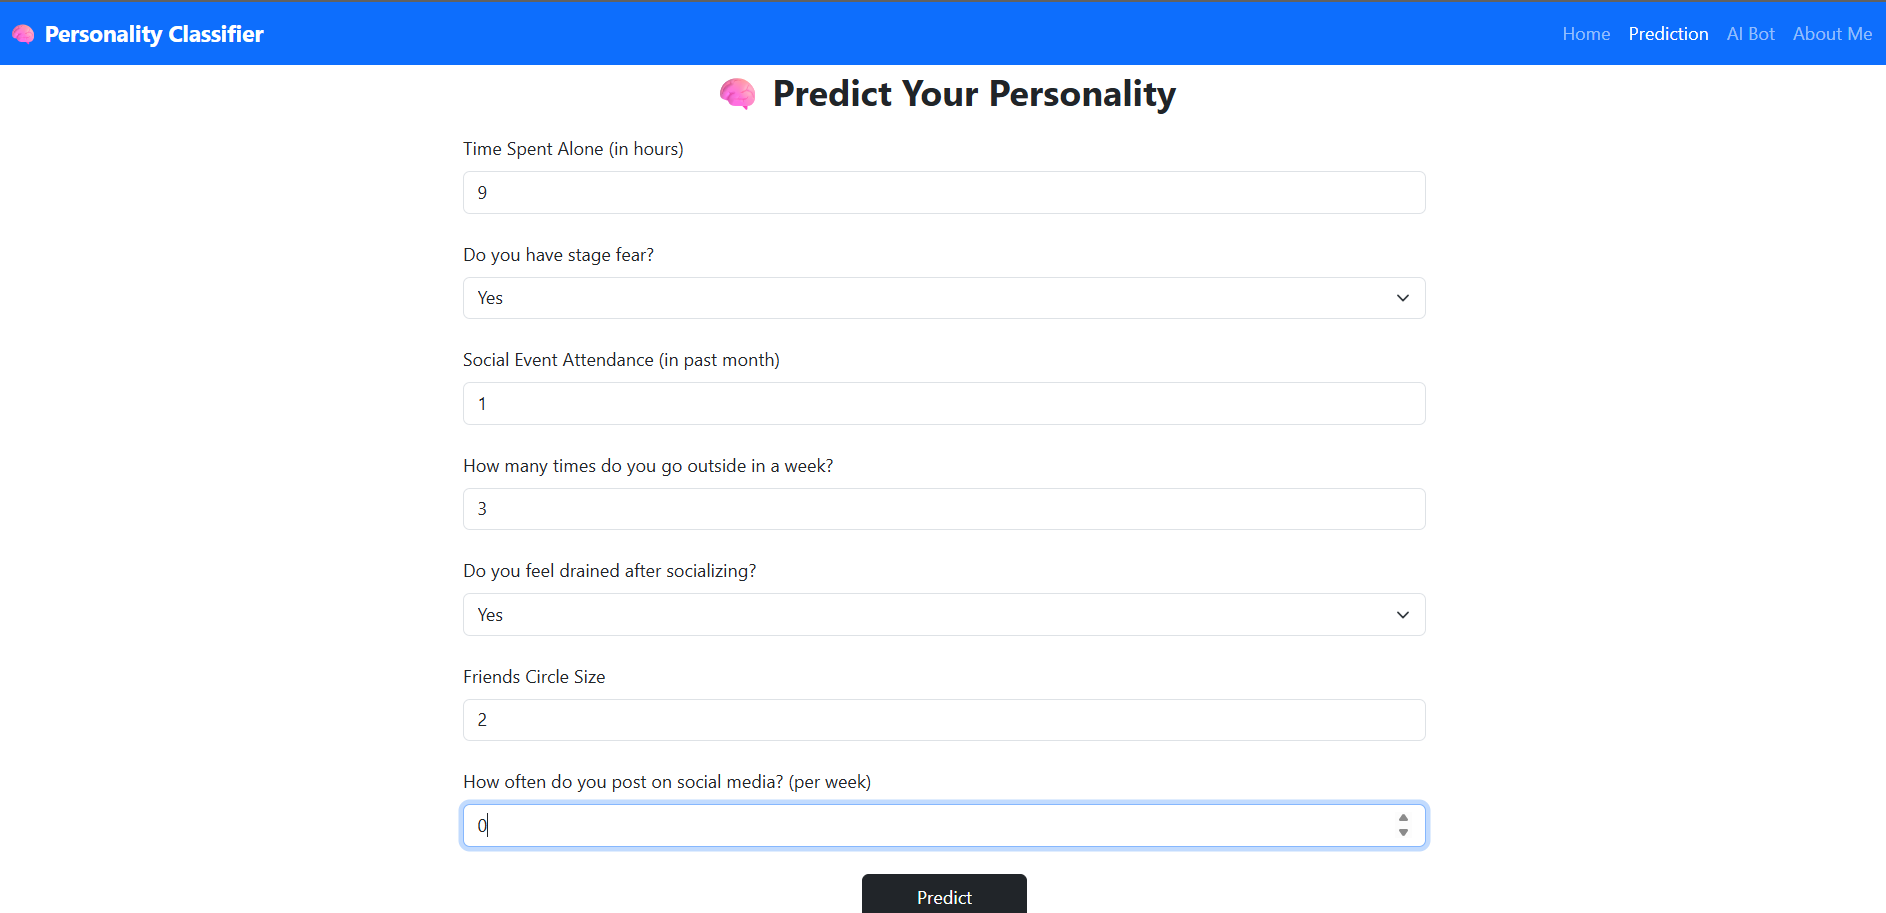 Personality Classifier
Home Prediction AI Bot About Me
Predict Your Personality
Time Spent Alone (in hours)
9
Do you have stage fear?
Yes
Social Event Attendance (in past month)
1
How many times do you go outside in a week?
3
Do you feel drained after socializing?
Yes
Friends Circle Size
2
How often do you post on social media? (per week)
0
Predict